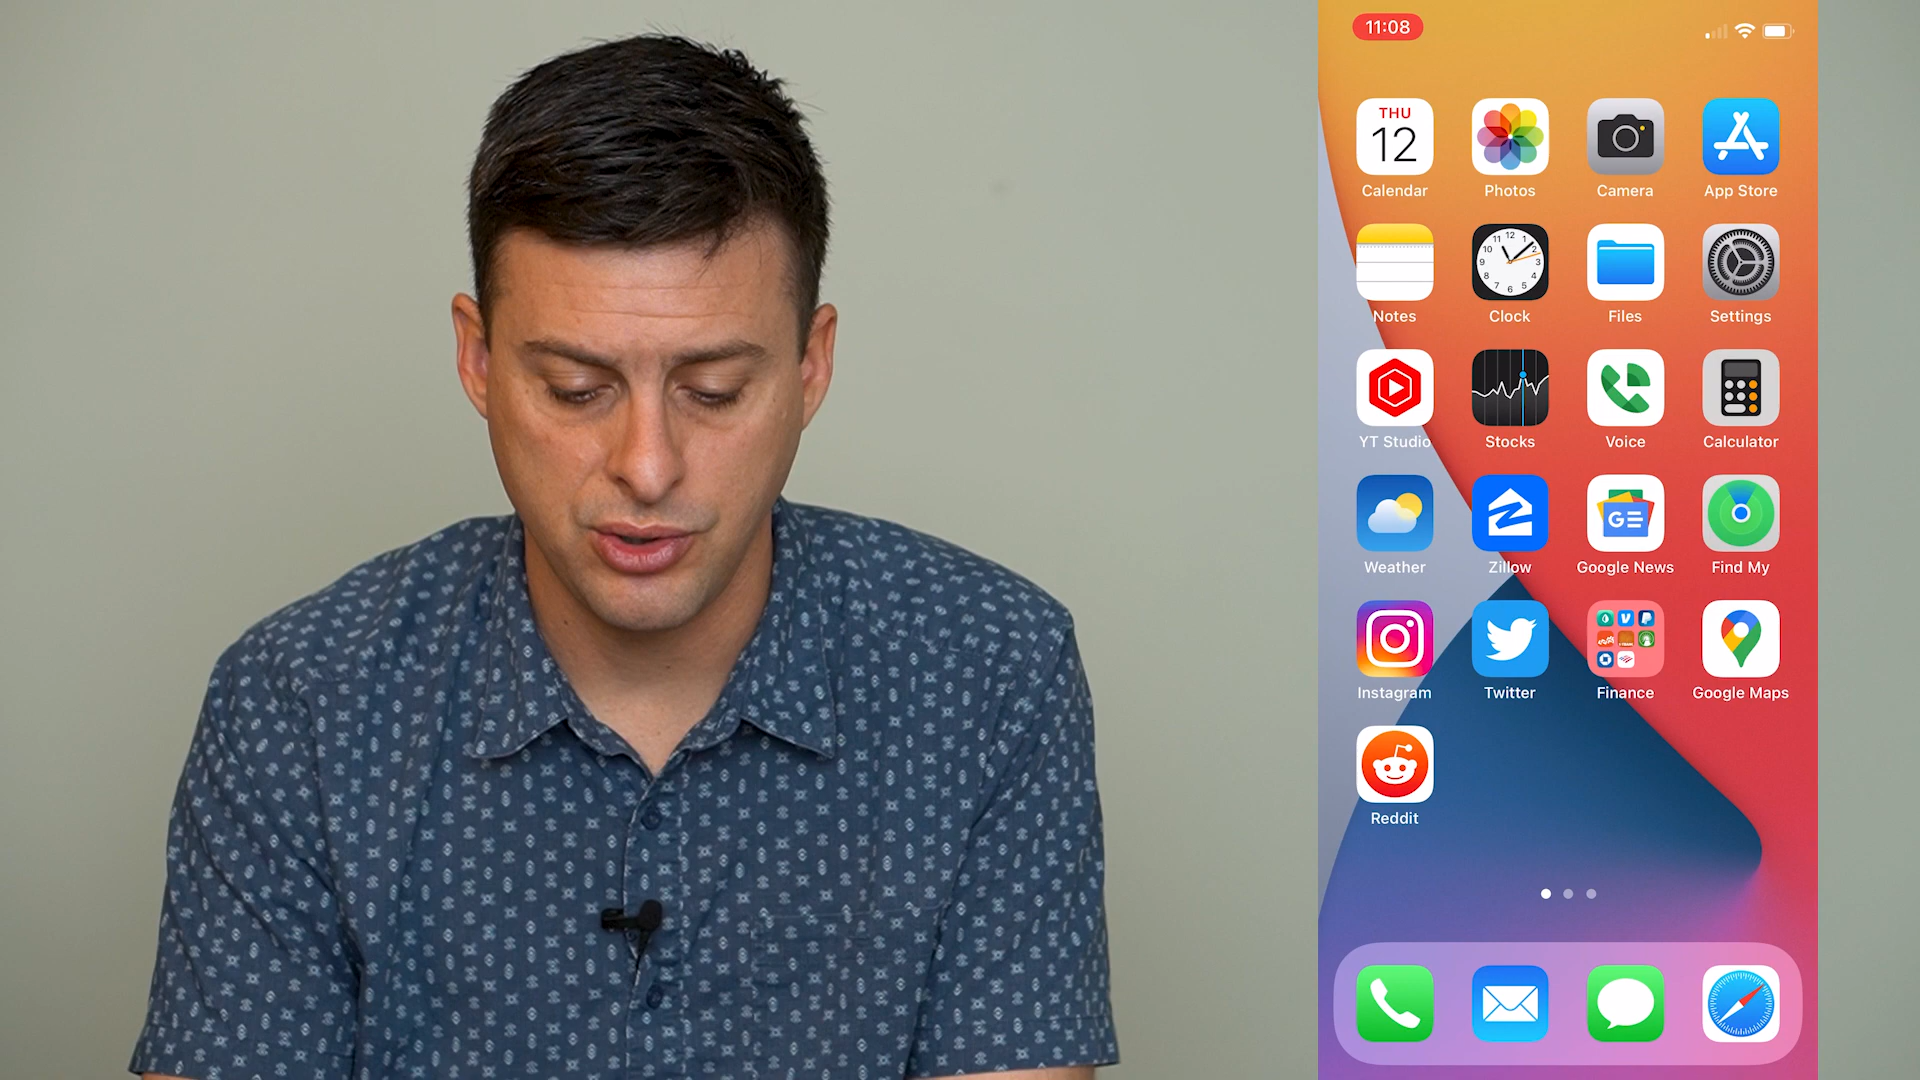 11:08
THU
12
Calendar
Photos
Camera
App Store
Notes
Clock
Files
Settings
YT Studio
Stocks
Voice
Calculator
Weather
Zillow
Google News
Find My
Instagram
Twitter
Finance
Google Maps
Reddit